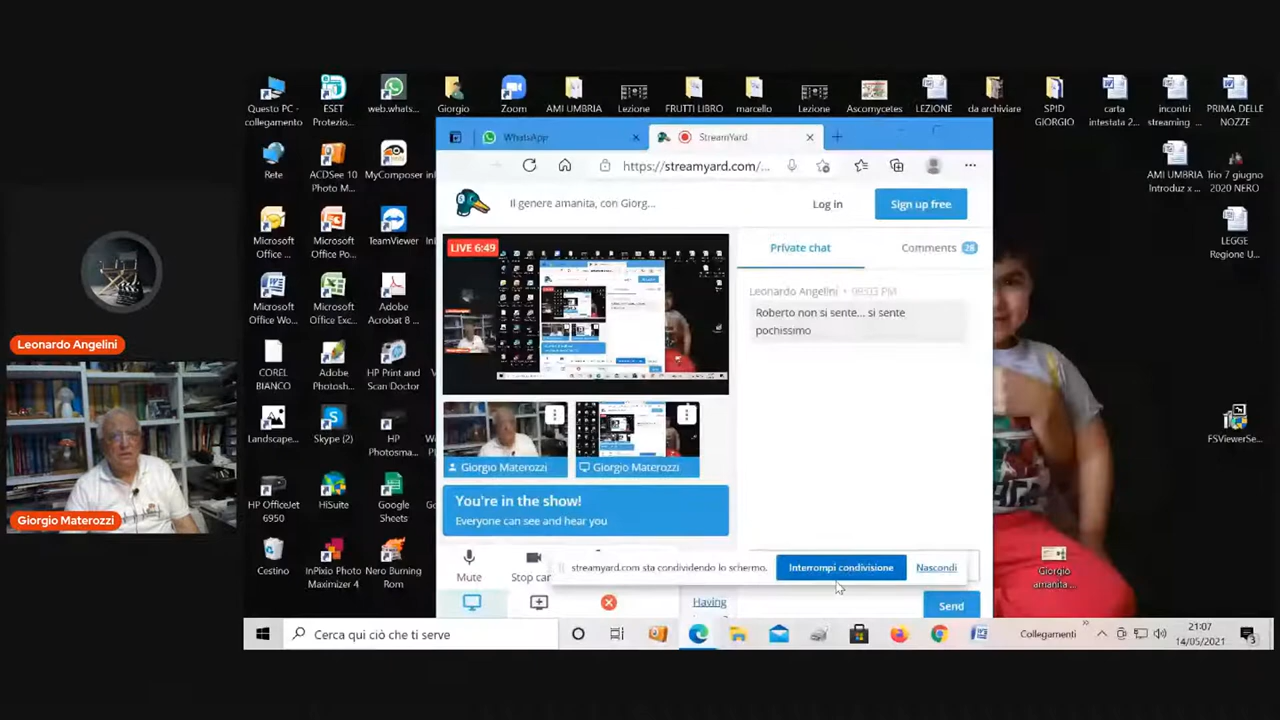 Leonardo Angelini
Giorgio Materozzi
Questo PC -
collegamento
ESET
Protezio...
web.whats...
Giorgio
Zoom
AMI UMBRIA
Lezione
FRUTTI LIBRO
marcello
Lezione
Ascomycetes
LEZIONE
da archiviare
SPID
GIORGIO
carta
intestata 2...
incontri
streaming ...
PRIMA DELLE
NOZZE
Rete
ACDSee 10
Photo M...
MyComposer
AMI UMBRIA
Introduz x ...
Trio 7 giugno
2020 NERO
Microsoft
Office ...
Microsoft
Office Po...
TeamViewer
LEGGE
Regione U...
Microsoft
Office Wo...
Microsoft
Office Exc...
Adobe
Acrobat 8 ...
COREL
BIANCO
Adobe
Photosh...
HP Print and
Scan Doctor
Landscape...
Skype (2)
HP
Photosma...
FSViewerSe...
HP OfficeJet
6950
HiSuite
Google
Sheets
Cestino
InPixio Photo
Maximizer 4
Nero Burning
Rom
Giorgio
amanita ...
WhatsApp
StreamYard
https://streamyard.com/...
Il genere amanita, con Giorg...
Log in
Sign up free
LIVE 6:49
Private chat
Comments 28
Leonardo Angelini • 09:03 PM
Roberto non si sente... si sente
pochissimo
Giorgio Materozzi
Giorgio Materozzi
You're in the show!
Everyone can see and hear you
Mute
Stop car
streamyard.com sta condividendo lo schermo.
Interrompi condivisione
Nascondi
Having
Send
Cerca qui ciò che ti serve
Collegamenti
21:07
14/05/2021
3